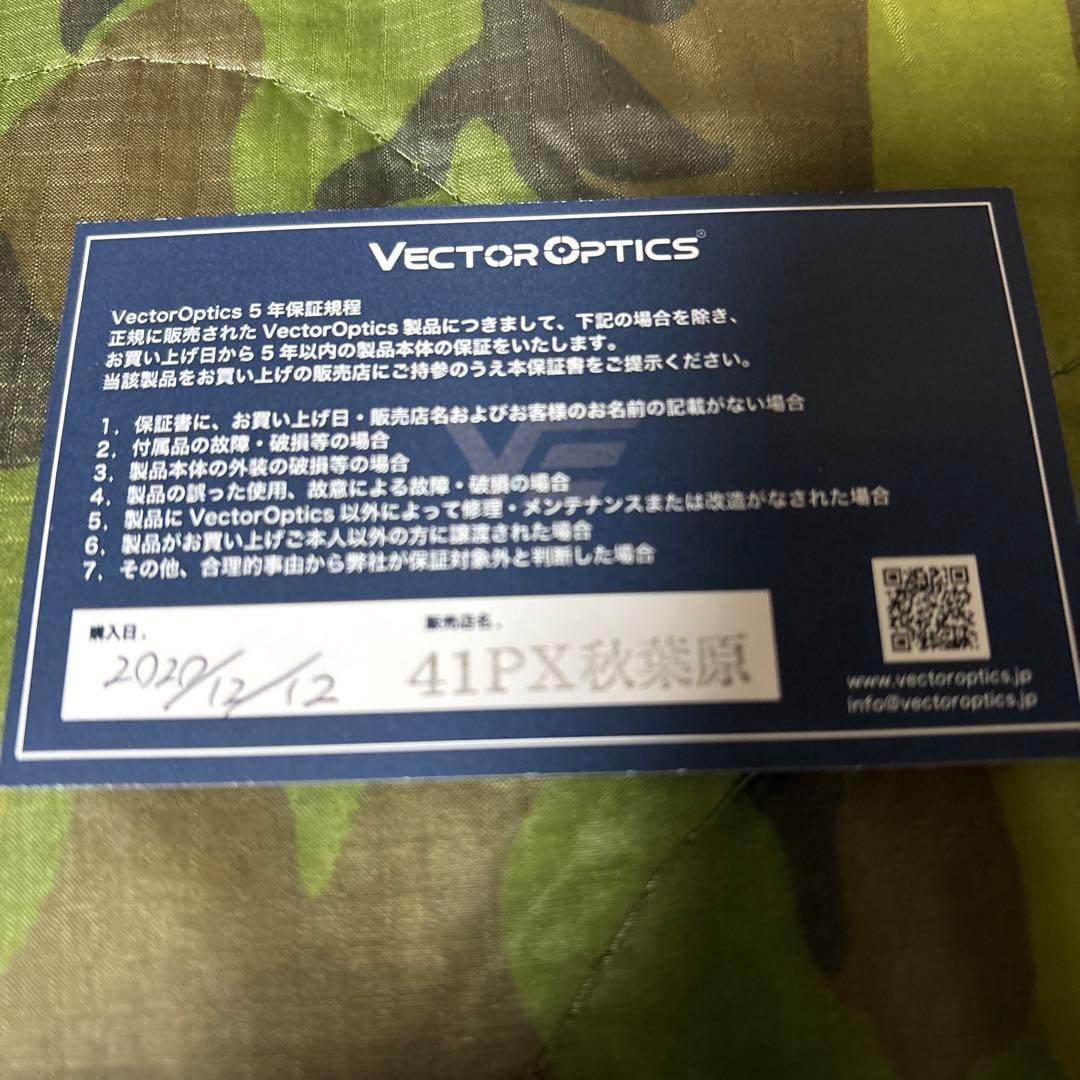 VECTOROPTICS®
VectorOptics 5 年保証規程
正規に販売された VectorOptics 製品につきまして、下記の場合を除き、
お買い上げ日から 5 年以内の製品本体の保証をいたします。
当該製品をお買い上げの販売店にご持参のうえ本保証書をご提示ください。
1. 保証書に、お買い上げ日・販売店名およびお客様のお名前の記載がない場合
2. 付属品の故障・破損等の場合
3. 製品本体の外装の破損等の場合
4. 製品の誤った使用、故意による故障・破損の場合
5. 製品に VectorOptics 以外によって修理・メンテナンスまたは改造がなされた場合
6. 製品がお買い上げご本人以外の方に譲渡された場合
7. その他、合理的事由から弊社が保証対象外と判断した場合
購入日.
販売店名.
/12/12
41PX秋葉原
www.vectoroptics.jp
info@vectoroptics.jp